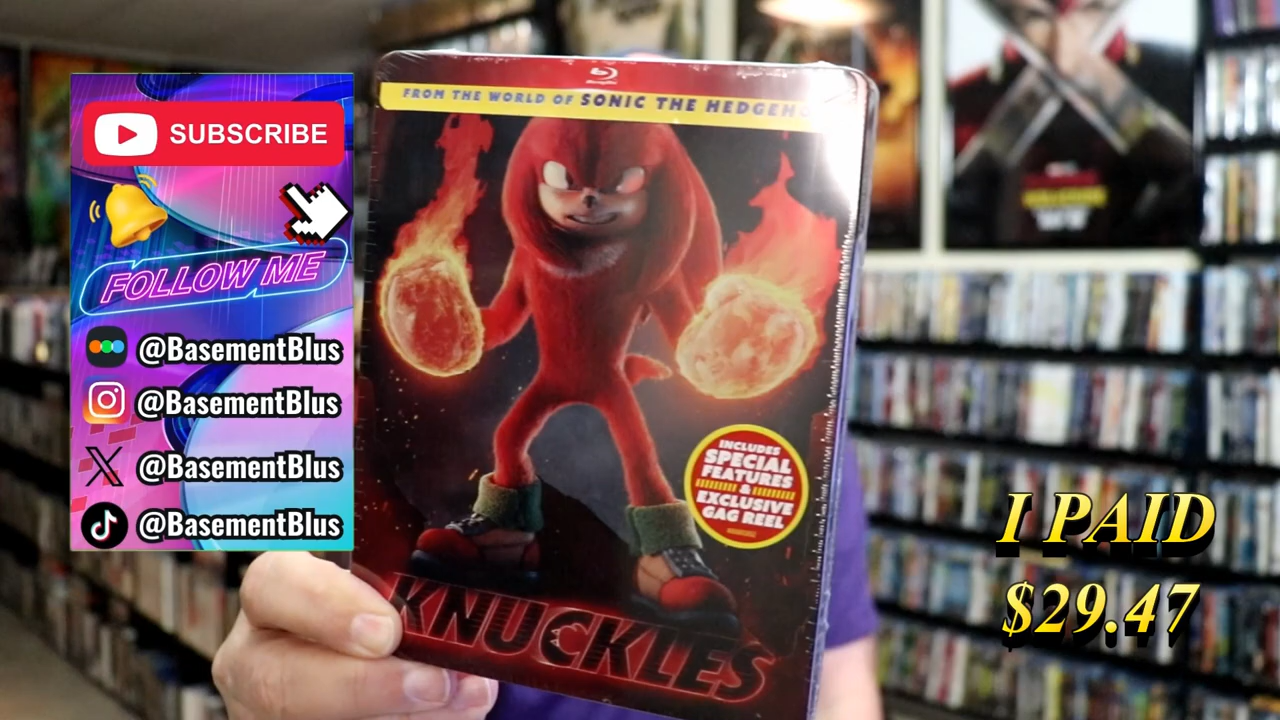 SUBSCRIBE
FOLLOW ME
@BasementBlus
@BasementBlus
@BasementBlus
@BasementBlus
FROM THE WORLD OF SONIC THE HEDGEHO
INCLUDES
SPECIAL
FEATURES
&
EXCLUSIVE
GAG REEL
KNUCKLES
I PAID
$29.47